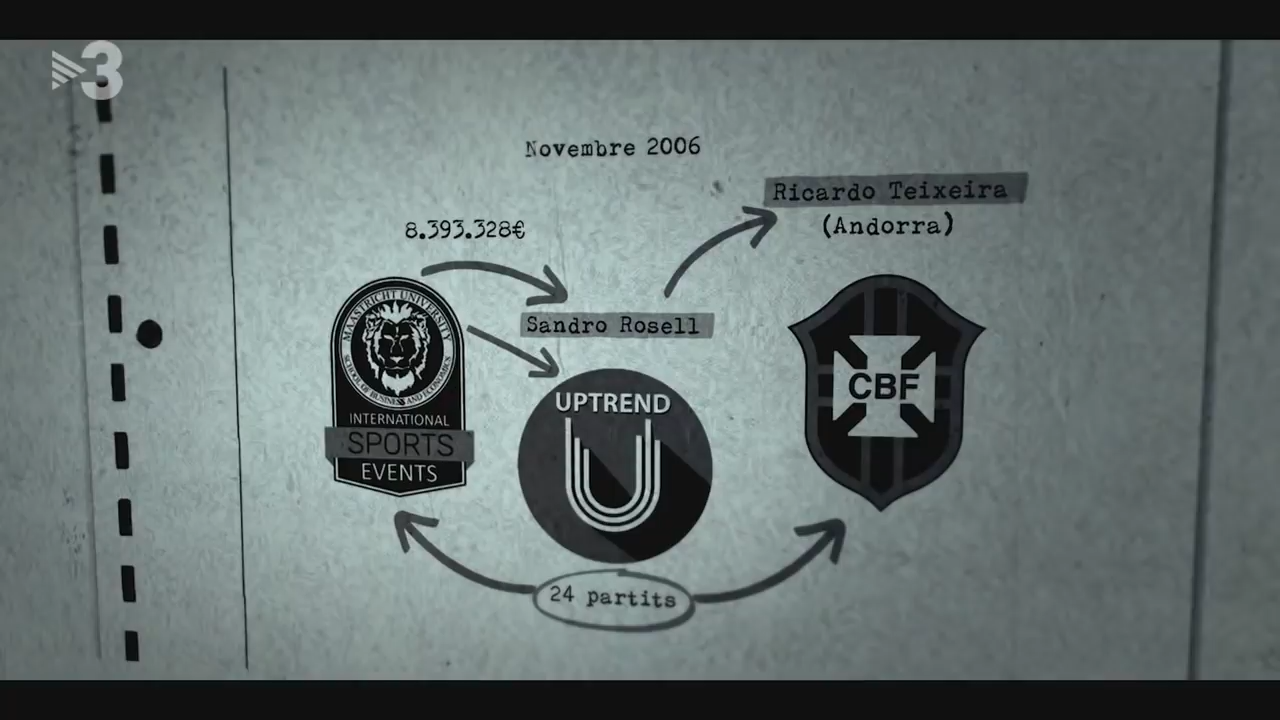 3
Novembre 2006
Ricardo Teixeira
(Andorra)
8.393.328€
Sandro Rosell
MAASTRICHT UNIVERSITY
SCHOOL OF BUSINESS AND ECONOMICS
INTERNATIONAL
SPORTS
EVENTS
UPTREND
CBF
24 partits